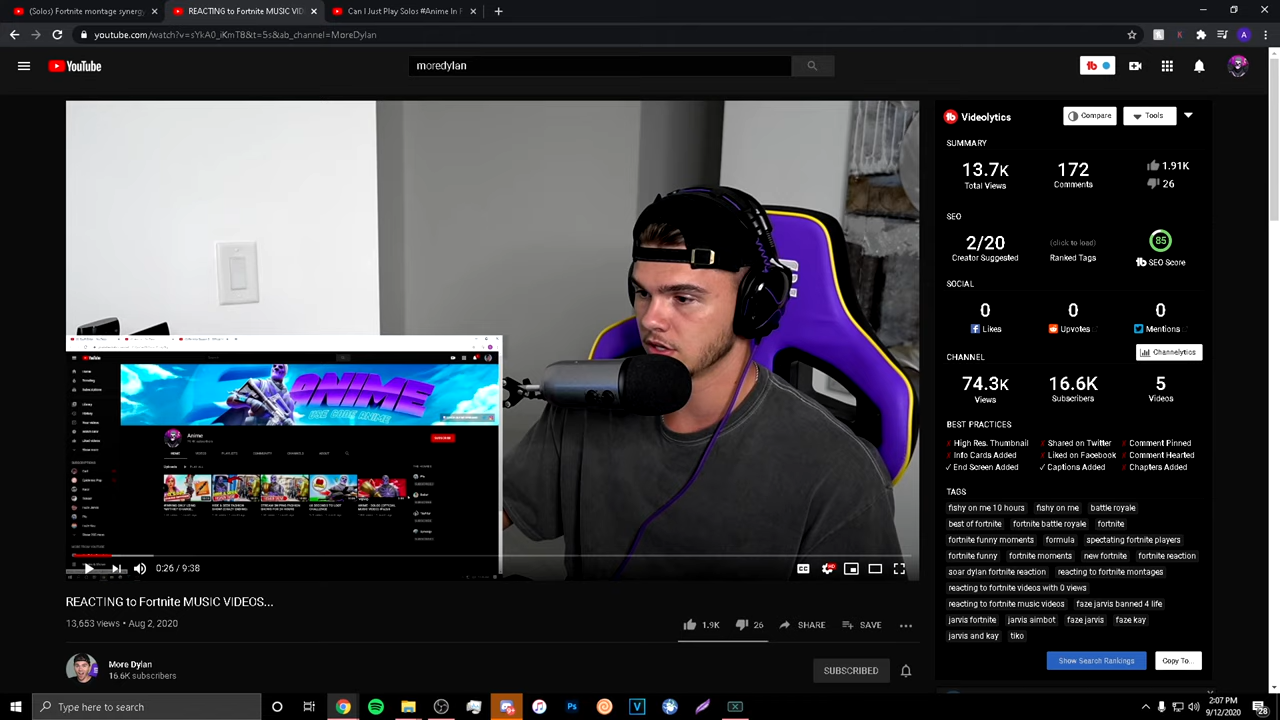 (Solos) Fortnite montage synerg
REACTING to Fortnite MUSIC VID
Can I Just Play Solos #Anime In F
youtube.com/watch?v=sYkA0_iKmT8&t=5s&ab_channel=MoreDylan
YouTube
moredylan
Videolytics
Compare
Tools
SUMMARY
13.7K
172
1.91K
Total Views
Comments
26
SEO
2/20
(click to load)
85
Creator Suggested
Ranked Tags
SEO Score
SOCIAL
0
0
0
Likes
Upvotes
Mentions
CHANNEL
Channelytics
74.3K
16.6K
5
Views
Subscribers
Videos
BEST PRACTICES
High Res. Thumbnail
Shared on Twitter
Comment Pinned
Info Cards Added
Liked on Facebook
Comment Hearted
End Screen Added
Captions Added
Chapters Added
TAGS
fishy on me 10 hours
fishy on me
battle royale
best of fortnite
fortnite battle royale
fortnite
fortnite funny moments
formula
spectating fortnite players
fortnite funny
fortnite moments
new fortnite
fortnite reaction
soar dylan fortnite reaction
reacting to fortnite montages
reacting to fortnite videos with 0 views
reacting to fortnite music videos
faze jarvis banned 4 life
jarvis fortnite
jarvis aimbot
faze jarvis
faze kay
jarvis and kay
tiko
Show Search Rankings
Copy To...
YouTube
ANIME
USE CODE ANIME
0:26 / 9:38
REACTING to Fortnite MUSIC VIDEOS...
13,653 views • Aug 2, 2020
1.9K
26
SHARE
SAVE
More Dylan
16.6K subscribers
SUBSCRIBED
Type here to search
2:07 PM
9/12/2020
28